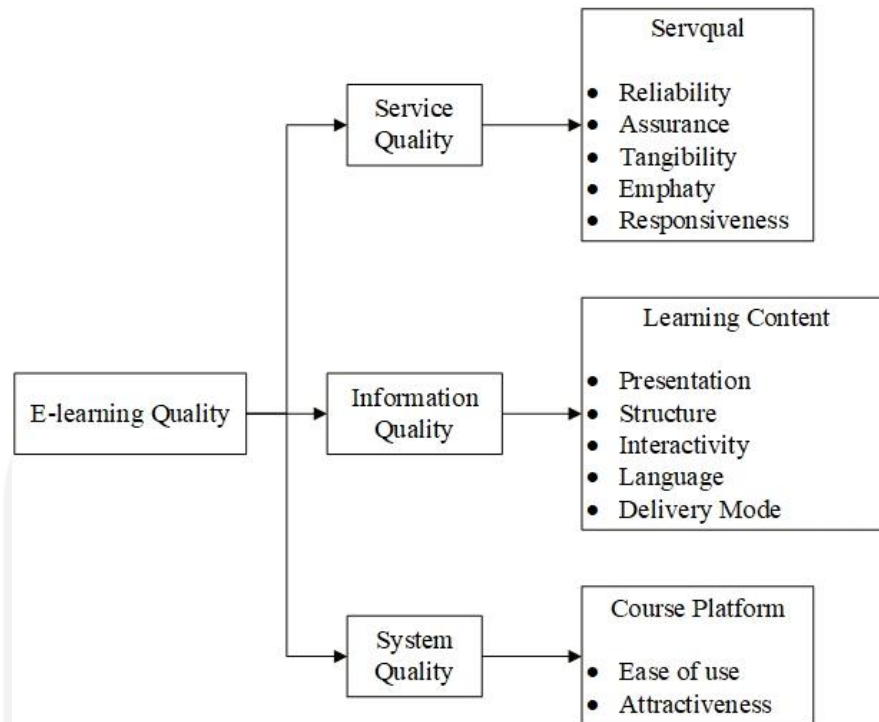 Servqual
Service
Quality
• Reliability
• Assurance
• Tangibility
• Emphaty
• Responsiveness
E-learning Quality
Information
Quality
Learning Content
• Presentation
• Structure
• Interactivity
• Language
• Delivery Mode
System
Quality
Course Platform
• Ease of use
• Attractiveness